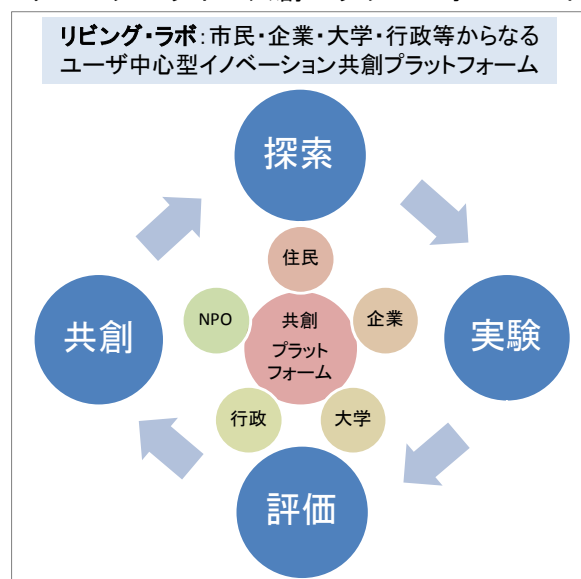 リビング・ラボ：市民・企業・大学・行政等からなる
ユーザ中心型イノベーション共創プラットフォーム
探索
住民
NPO
共創
プラット
フォーム
企業
共創
実験
行政
大学
評価